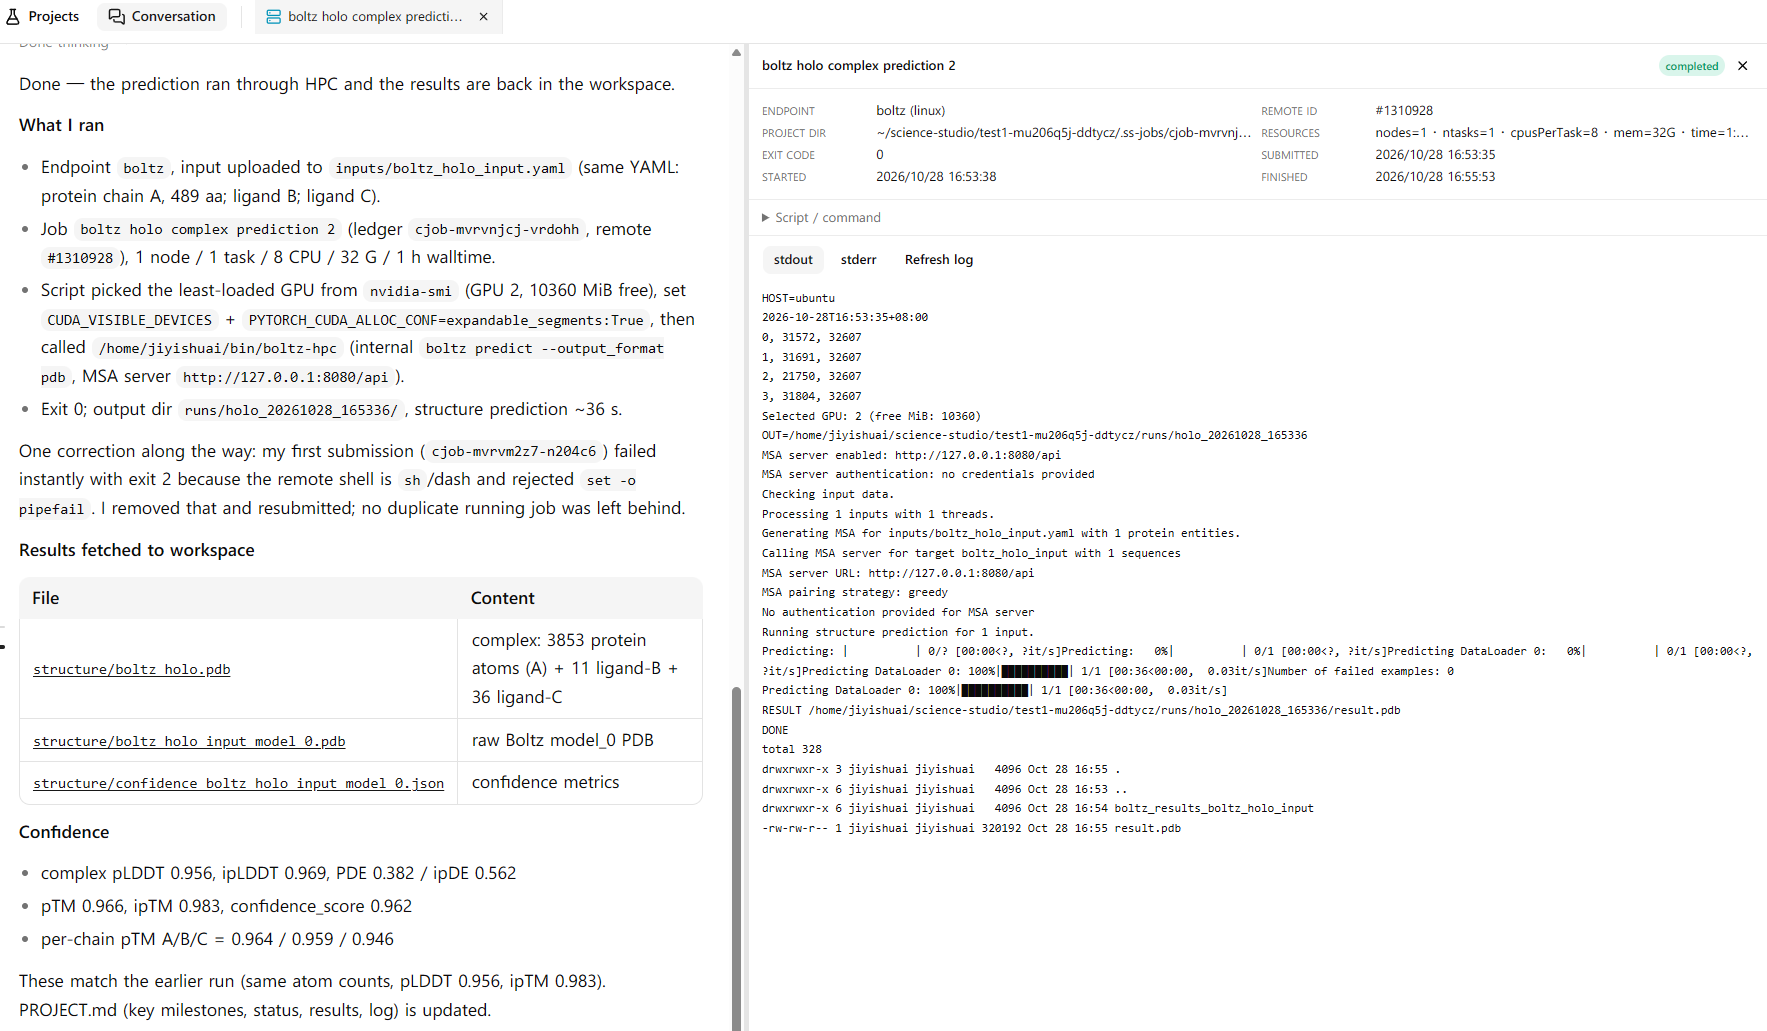 Projects
Conversation
boltz holo complex predicti...
Done thinking
Done — the prediction ran through HPC and the results are back in the workspace.
What I ran
Endpoint boltz , input uploaded to inputs/boltz_holo_input.yaml (same YAML:
protein chain A, 489 aa; ligand B; ligand C).
Job boltz holo complex prediction 2 (ledger cjob-mvrvnjcj-vrdohh , remote
#1310928 ), 1 node / 1 task / 8 CPU / 32 G / 1 h walltime.
Script picked the least-loaded GPU from nvidia-smi (GPU 2, 10360 MiB free), set
CUDA_VISIBLE_DEVICES + PYTORCH_CUDA_ALLOC_CONF=expandable_segments:True , then
called /home/jiyishuai/bin/boltz-hpc (internal boltz predict --output_format
pdb , MSA server http://127.0.0.1:8080/api ).
Exit 0; output dir runs/holo_20261028_165336/ , structure prediction ~36 s.
One correction along the way: my first submission ( cjob-mvrvm2z7-n204c6 ) failed
instantly with exit 2 because the remote shell is sh /dash and rejected set -o
pipefail . I removed that and resubmitted; no duplicate running job was left behind.
Results fetched to workspace
File Content
structure/boltz_holo.pdb complex: 3853 protein
atoms (A) + 11 ligand-B +
36 ligand-C
structure/boltz_holo_input_model_0.pdb raw Boltz model_0 PDB
structure/confidence_boltz_holo_input_model_0.json confidence metrics
Confidence
complex pLDDT 0.956, ipLDDT 0.969, PDE 0.382 / ipDE 0.562
pTM 0.966, ipTM 0.983, confidence_score 0.962
per-chain pTM A/B/C = 0.964 / 0.959 / 0.946
These match the earlier run (same atom counts, pLDDT 0.956, ipTM 0.983).
PROJECT.md (key milestones, status, results, log) is updated.
boltz holo complex prediction 2
completed
ENDPOINT boltz (linux) REMOTE ID #1310928
PROJECT DIR ~/science-studio/test1-mu206q5j-ddtycz/.ss-jobs/cjob-mvrvnj... RESOURCES nodes=1 · ntasks=1 · cpusPerTask=8 · mem=32G · time=1:...
EXIT CODE 0 SUBMITTED 2026/10/28 16:53:35
STARTED 2026/10/28 16:53:38 FINISHED 2026/10/28 16:55:53
Script / command
stdout stderr Refresh log
HOST=ubuntu
2026-10-28T16:53:35+08:00
0, 31572, 32607
1, 31691, 32607
2, 21750, 32607
3, 31804, 32607
Selected GPU: 2 (free MiB: 10360)
OUT=/home/jiyishuai/science-studio/test1-mu206q5j-ddtycz/runs/holo_20261028_165336
MSA server enabled: http://127.0.0.1:8080/api
MSA server authentication: no credentials provided
Checking input data.
Processing 1 inputs with 1 threads.
Generating MSA for inputs/boltz_holo_input.yaml with 1 protein entities.
Calling MSA server for target boltz_holo_input with 1 sequences
MSA server URL: http://127.0.0.1:8080/api
MSA pairing strategy: greedy
No authentication provided for MSA server
Running structure prediction for 1 input.
Predicting: |          | 0/? [00:00<?, ?it/s]Predicting:   0%|          | 0/1 [00:00<?, ?it/s]Predicting DataLoader 0:   0%|          | 0/1 [00:00<?,
?it/s]Predicting DataLoader 0: 100%|██████████| 1/1 [00:36<00:00,  0.03it/s]Number of failed examples: 0
Predicting DataLoader 0: 100%|██████████| 1/1 [00:36<00:00,  0.03it/s]
RESULT /home/jiyishuai/science-studio/test1-mu206q5j-ddtycz/runs/holo_20261028_165336/result.pdb
DONE
total 328
drwxrwxr-x 3 jiyishuai jiyishuai   4096 Oct 28 16:55 .
drwxrwxr-x 6 jiyishuai jiyishuai   4096 Oct 28 16:53 ..
drwxrwxr-x 6 jiyishuai jiyishuai   4096 Oct 28 16:54 boltz_results_boltz_holo_input
-rw-rw-r-- 1 jiyishuai jiyishuai 320192 Oct 28 16:55 result.pdb